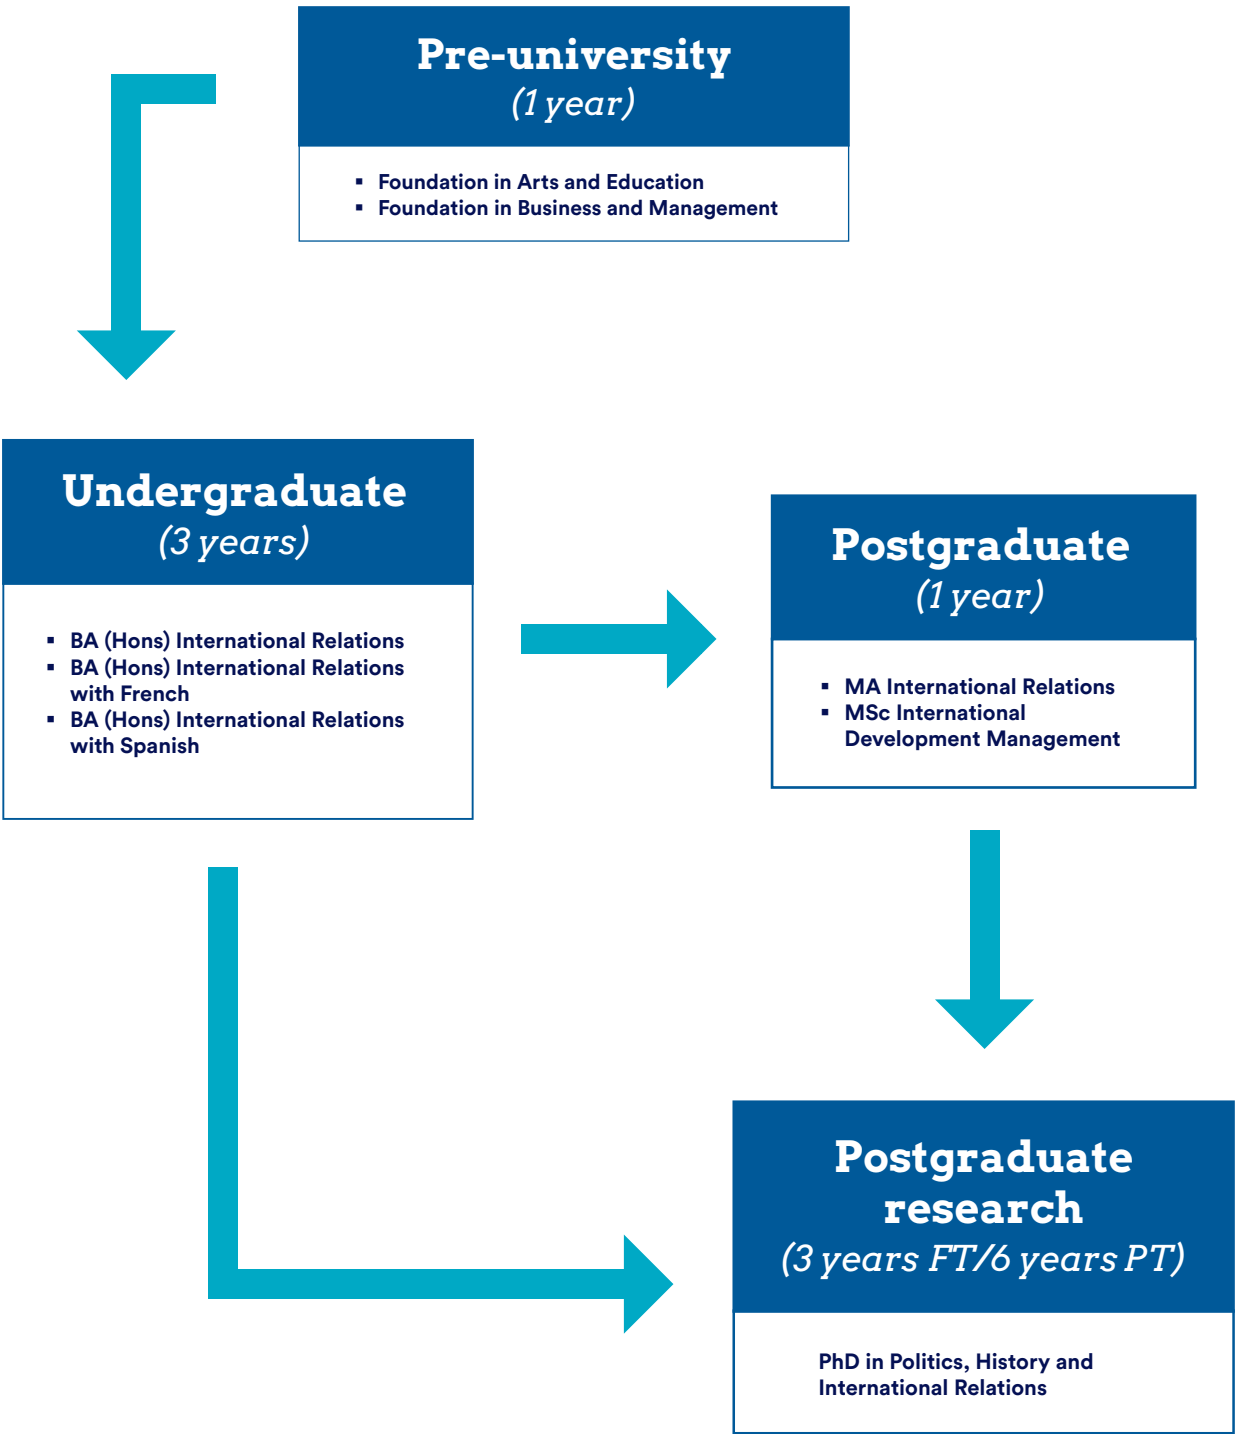 Pre-university
(1 year)
▪ Foundation in Arts and Education
▪ Foundation in Business and Management
Undergraduate
(3 years)
▪ BA (Hons) International Relations
▪ BA (Hons) International Relations
with French
▪ BA (Hons) International Relations
with Spanish
Postgraduate
(1 year)
▪ MA International Relations
▪ MSc International
Development Management
Postgraduate
research
(3 years FT/6 years PT)
PhD in Politics, History and
International Relations